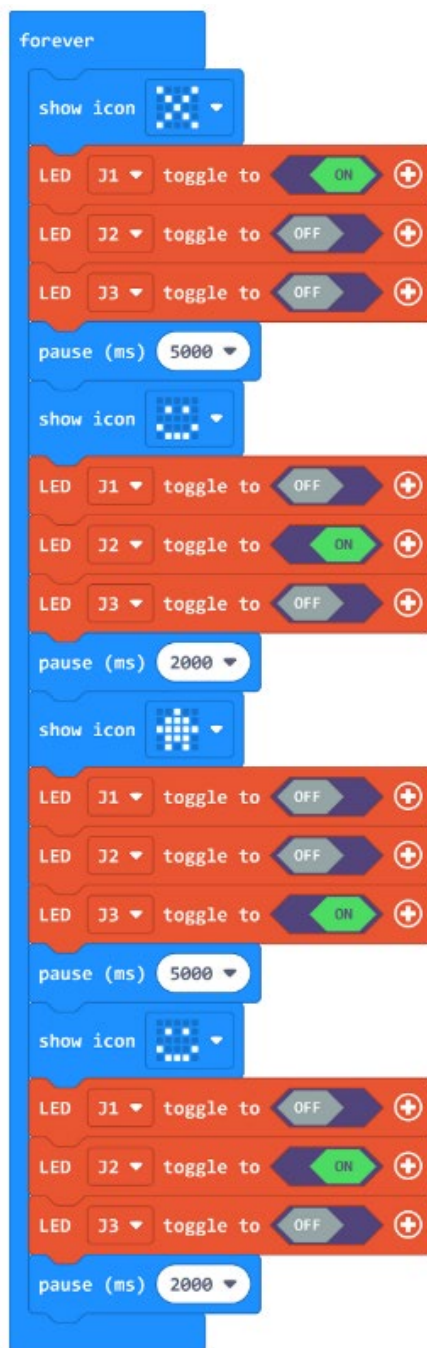 forever
show icon
LED J1 toggle to ON
LED J2 toggle to OFF
LED J3 toggle to OFF
pause (ms) 5000
show icon
LED J1 toggle to OFF
LED J2 toggle to ON
LED J3 toggle to OFF
pause (ms) 2000
show icon
LED J1 toggle to OFF
LED J2 toggle to OFF
LED J3 toggle to ON
pause (ms) 5000
show icon
LED J1 toggle to OFF
LED J2 toggle to ON
LED J3 toggle to OFF
pause (ms) 2000